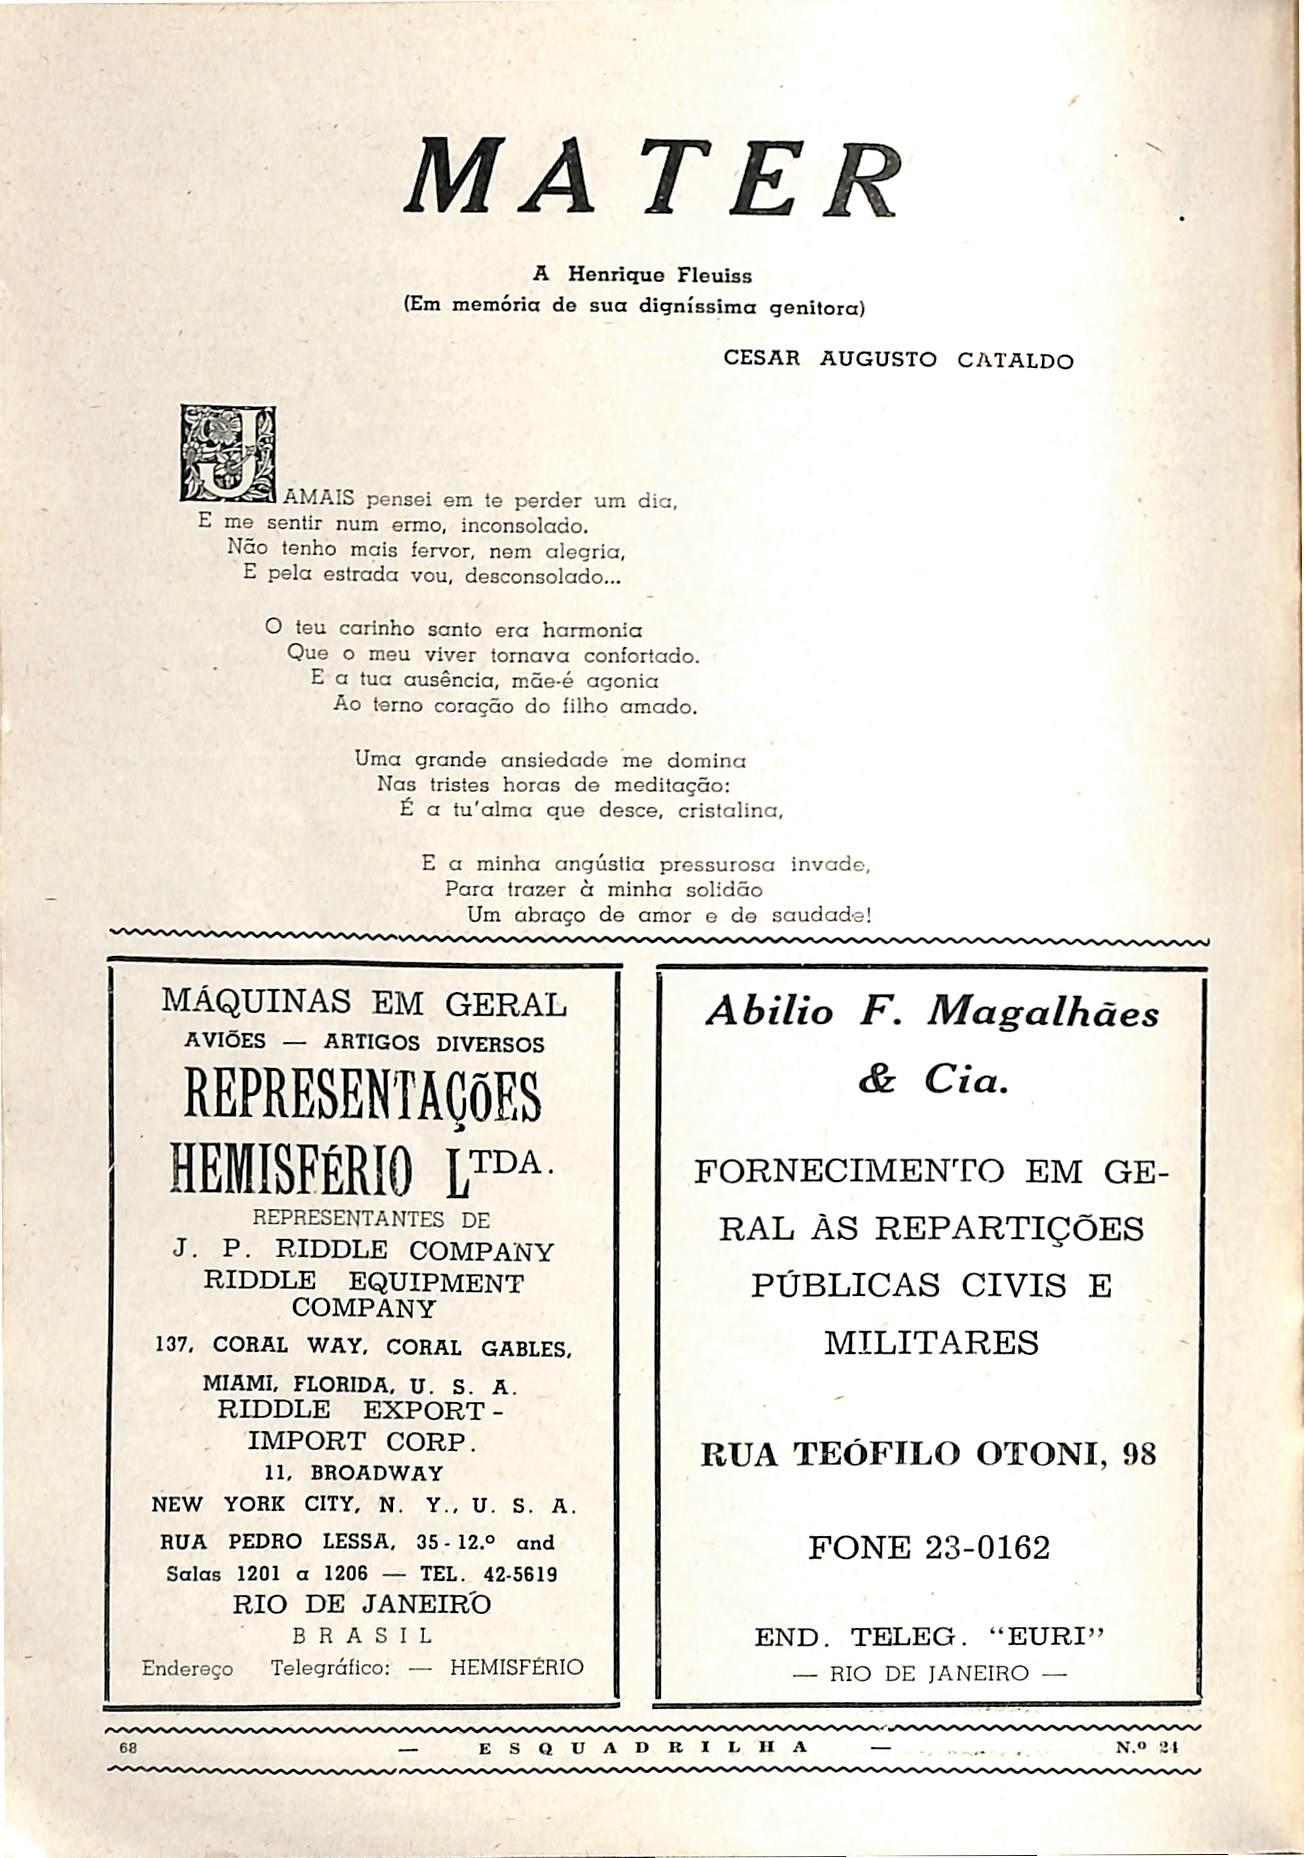 MATER
A Henrique Fleuiss
(Em memória de sua digníssima genitora)
CESAR AUGUSTO CATALDO
JAMAIS pensei em te perder um dia,
E me sentir num ermo, inconsolado.
Não tenho mais fervor, nem alegria,
E pela estrada vou, desconsolado...
O teu carinho santo era harmonia
Que o meu viver tornava confortado.
E a tua ausência, mãe-é agonia
Ao terno coração do filho amado.
Uma grande ansiedade me domina
Nas tristes horas de meditação:
É a tu'alma que desce, cristalina,
E a minha angústia pressurosa invade,
Para trazer à minha solidão
Um abraço de amor e de saudade!
MÁQUINAS EM GERAL
AVIÕES — ARTIGOS DIVERSOS
REPRESENTAÇÕES
HEMISFÉRIO LTDA.
REPRESENTANTES DE
J. P. RIDDLE COMPANY
RIDDLE EQUIPMENT
COMPANY
137, CORAL WAY, CORAL GABLES,
MIAMI, FLORIDA, U. S. A.
RIDDLE EXPORT-
IMPORT CORP.
11, BROADWAY
NEW YORK CITY, N. Y., U. S. A.
RUA PEDRO LESSA, 35-12.º and
Salas 1201 a 1206 — TEL. 42-5619
RIO DE JANEIRO
BRASIL
Endereço Telegráfico: — HEMISFÉRIO
Abilio F. Magalhães
& Cia.
FORNECIMENTO EM GE-
RAL ÀS REPARTIÇÕES
PÚBLICAS CIVIS E
MILITARES
RUA TEÓFILO OTONI, 98
FONE 23-0162
END. TELEG. “EURI”
— RIO DE JANEIRO —
68 — ESQUADRILHA — N.º 24